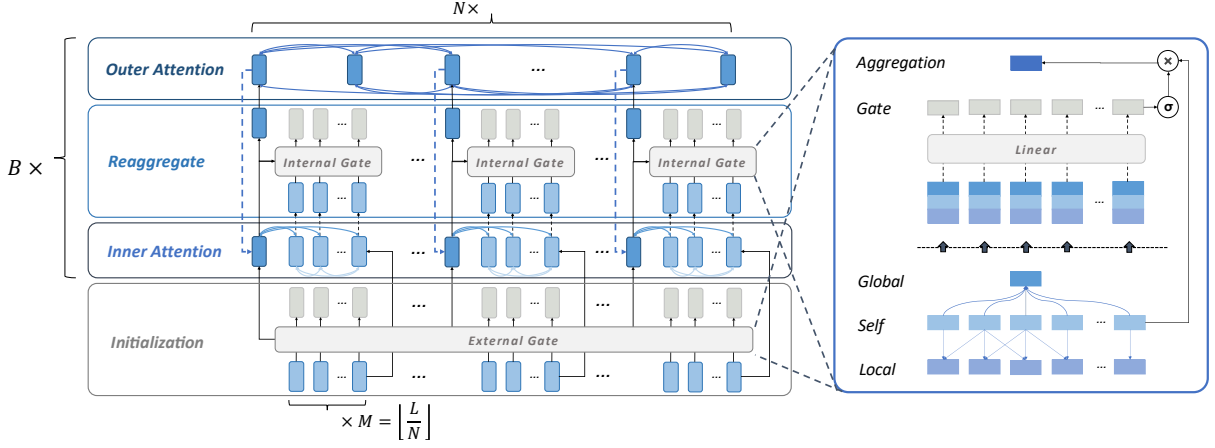 N×
B ×
Outer Attention
...
Reaggregate
... ... ...
Internal Gate ... Internal Gate ... Internal Gate
Inner Attention
... ... ... ... ...
... ... ... ... ...
Initialization
External Gate
... ... ... ... ...
× M = ⌊L/N⌋
Aggregation
×
Gate
...
σ
Linear
...
...
Global
Self
...
Local
...